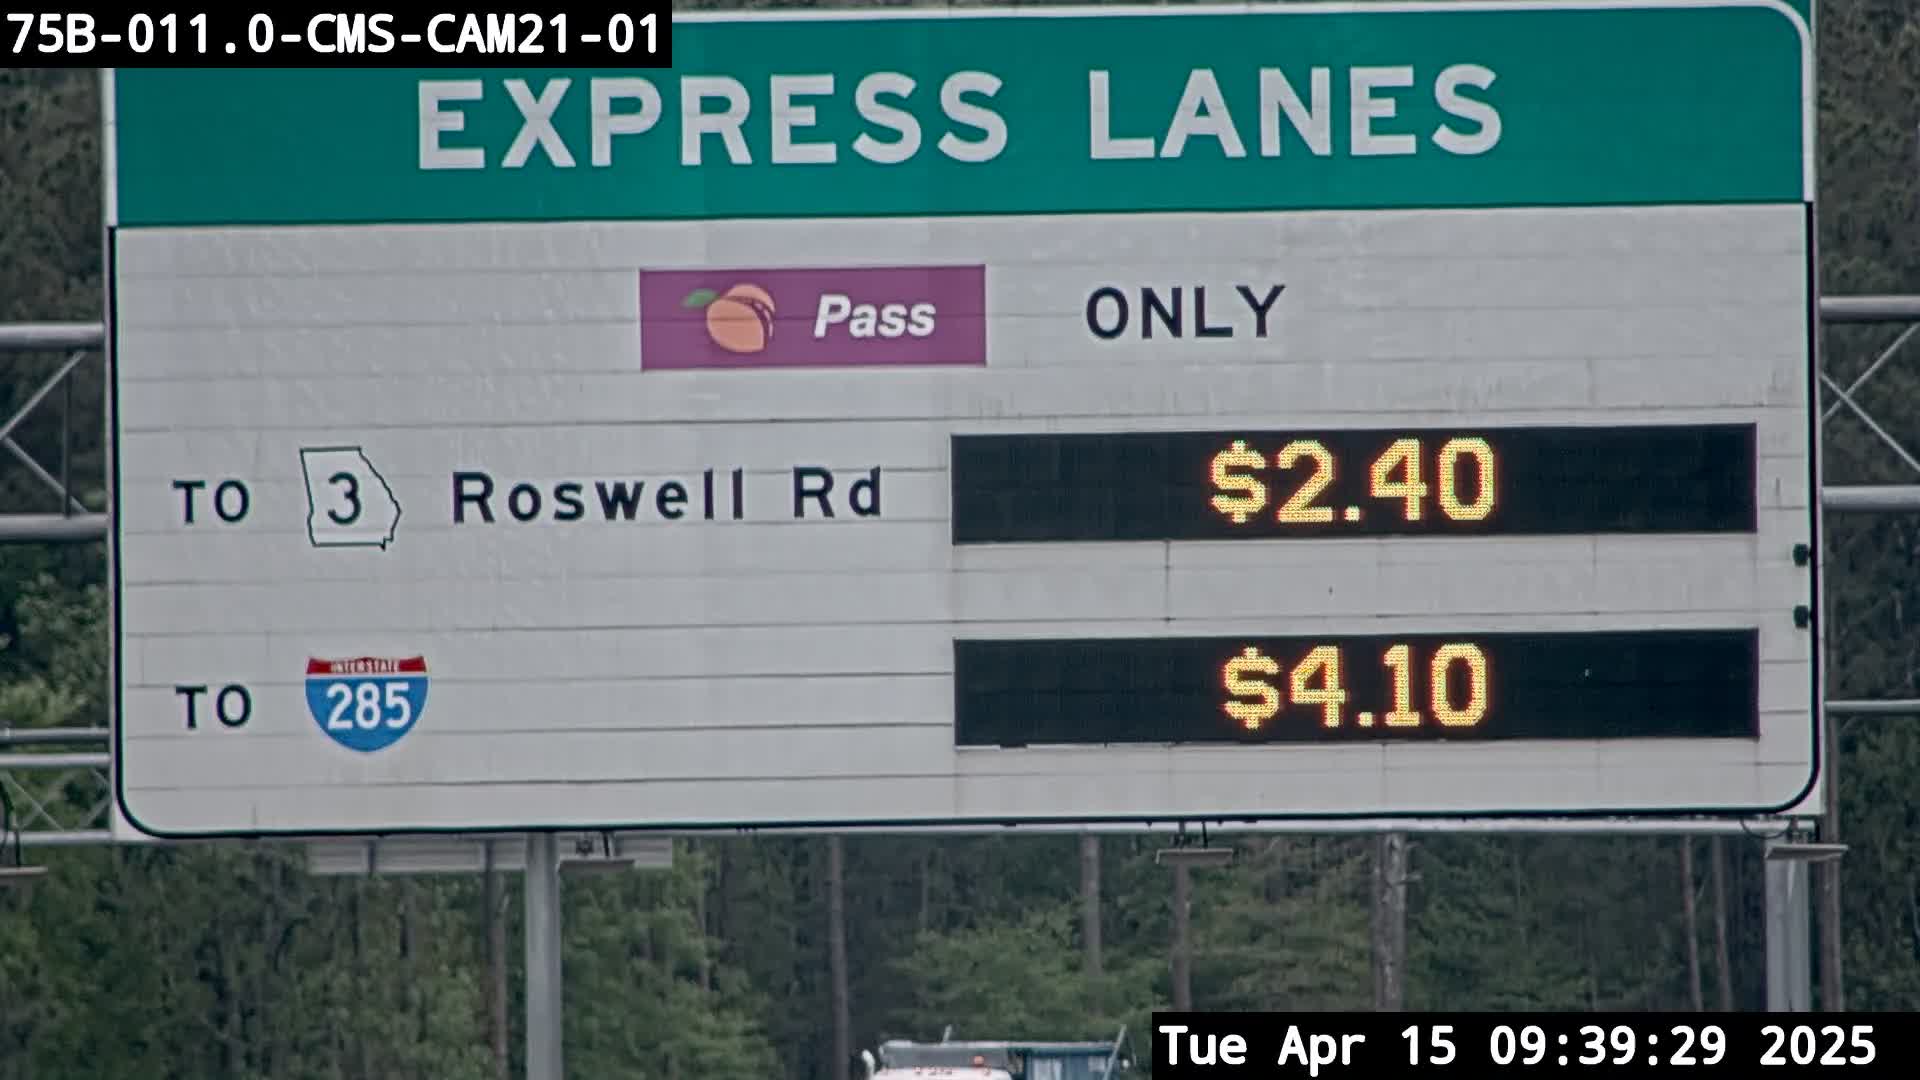 75B-011.0-CMS-CAM21-01
EXPRESS LANES
Pass ONLY
TO 3 Roswell Rd $2.40
TO INTERSTATE 285 $4.10
Tue Apr 15 09:39:29 2025